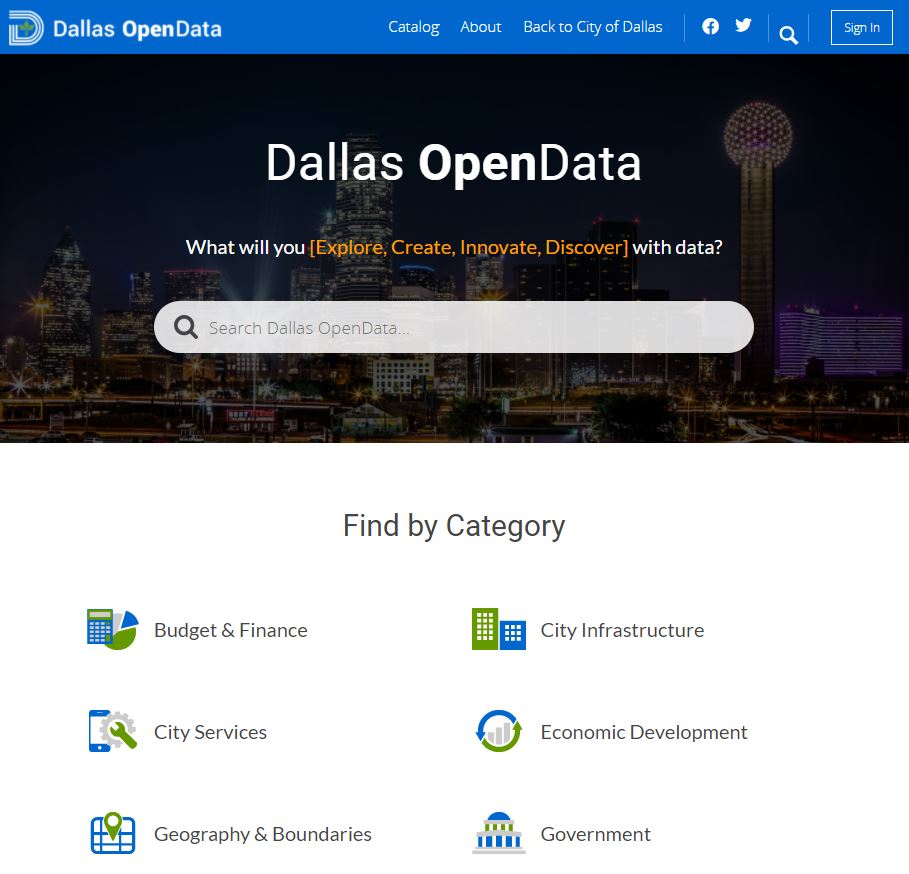 Dallas OpenData
Catalog
About
Back to City of Dallas
Sign In
Dallas OpenData
What will you [Explore, Create, Innovate, Discover] with data?
Search Dallas OpenData...
BEST
Find by Category
Budget & Finance
City Infrastructure
City Services
Economic Development
Geography & Boundaries
Government